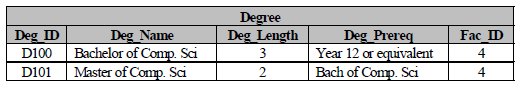 Degree
Deg_ID Deg_Name Deg_Length Deg_Prereq Fac_ID
D100 Bachelor of Comp. Sci 3 Year 12 or equivalent 4
D101 Master of Comp. Sci 2 Bach of Comp. Sci 4